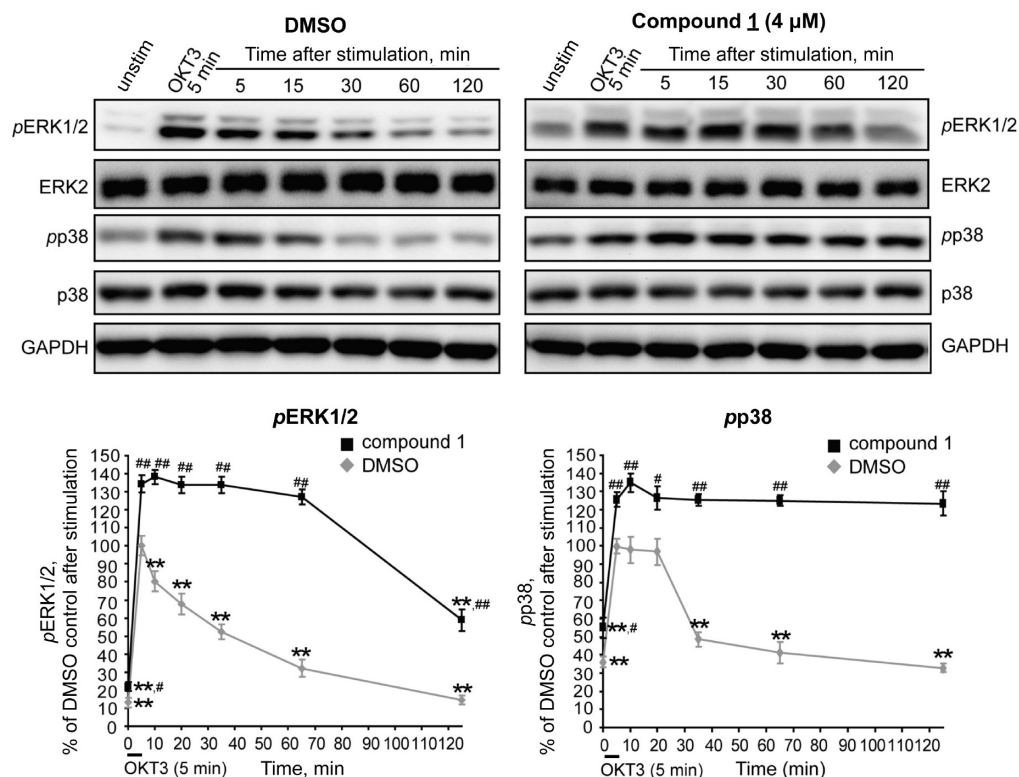 DMSO
Compound 1 (4 µM)
unstim
OKT3
5 min
Time after stimulation, min
5 15 30 60 120
unstim
OKT3
5 min
Time after stimulation, min
5 15 30 60 120
pERK1/2
pERK1/2
ERK2
ERK2
pp38
pp38
p38
p38
GAPDH
GAPDH
pERK1/2
compound 1
DMSO
pERK1/2,
% of DMSO control after stimulation
150
140
130
120
110
100
90
80
70
60
50
40
30
20
10
0
## ## ## ## ##
**,##
** ** ** ** **
**,#
**
0 10 20 30 40 50 60 70 80 90 100 110 120
OKT3 (5 min)
Time, min
pp38
compound 1
DMSO
pp38,
% of DMSO control after stimulation
150
140
130
120
110
100
90
80
70
60
50
40
30
20
10
0
## ## # ## ## ##
**,#
**
** ** **
0 10 20 30 40 50 60 70 80 90 100 110 120
OKT3 (5 min)
Time (min)